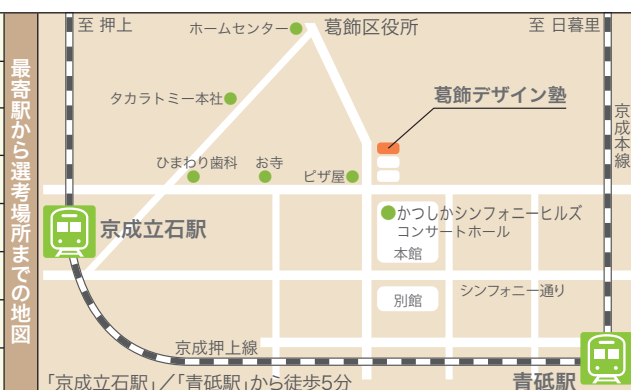 最寄駅から選考場所までの地図
至 押上
ホームセンター
葛飾区役所
至 日暮里
タカラトミー本社
葛飾デザイン塾
京成本線
ひまわり歯科
お寺
ピザ屋
京成立石駅
かつしかシンフォニーヒルズ
コンサートホール
本館
別館
シンフォニー通り
京成押上線
「京成立石駅」／「青砥駅」から徒歩5分
青砥駅